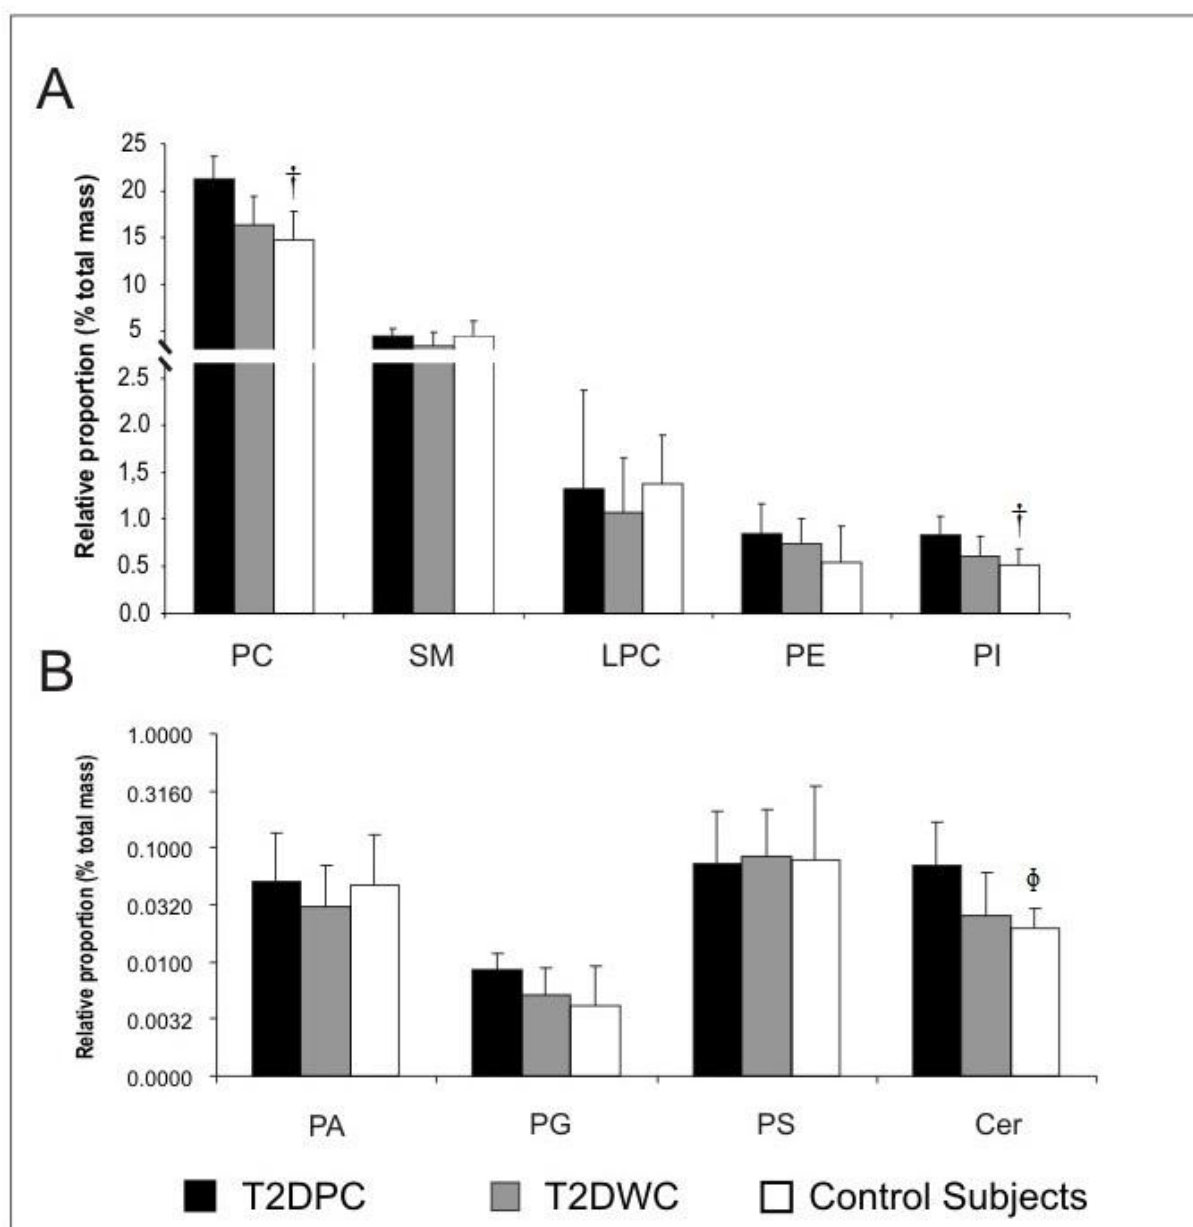 A
Relative proportion (% total mass)
25
20
15
10
5
2.5
2.0
1,5
1.0
0.5
0.0
†
†
PC SM LPC PE PI
B
Relative proportion (% total mass)
1.0000
0.3160
0.1000
0.0320
0.0100
0.0032
0.0000
ϕ
PA PG PS Cer
T2DPC T2DWC Control Subjects